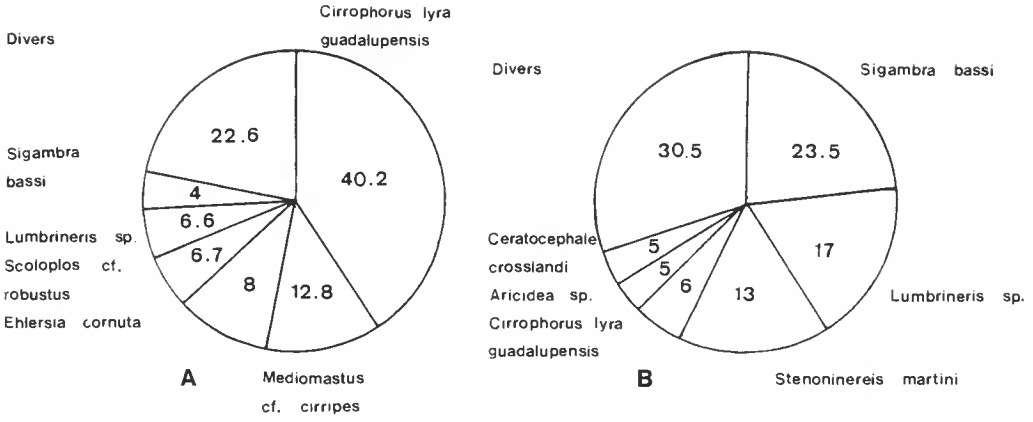 Cirrophorus lyra
guadalupensis
Divers
22.6
40.2
Sigambra
bassi
4
6.6
Lumbrineris sp.
Scoloplos cf.
robustus
Ehlersia cornuta
6.7
8
12.8
A
Mediomastus
cf. cirripes
Divers
Sigambra bassi
30.5
23.5
Ceratocephale
crosslandi
Aricidea sp.
Cirrophorus lyra
guadalupensis
5
5
6
13
17
Lumbrineris sp.
B
Stenoninereis martini